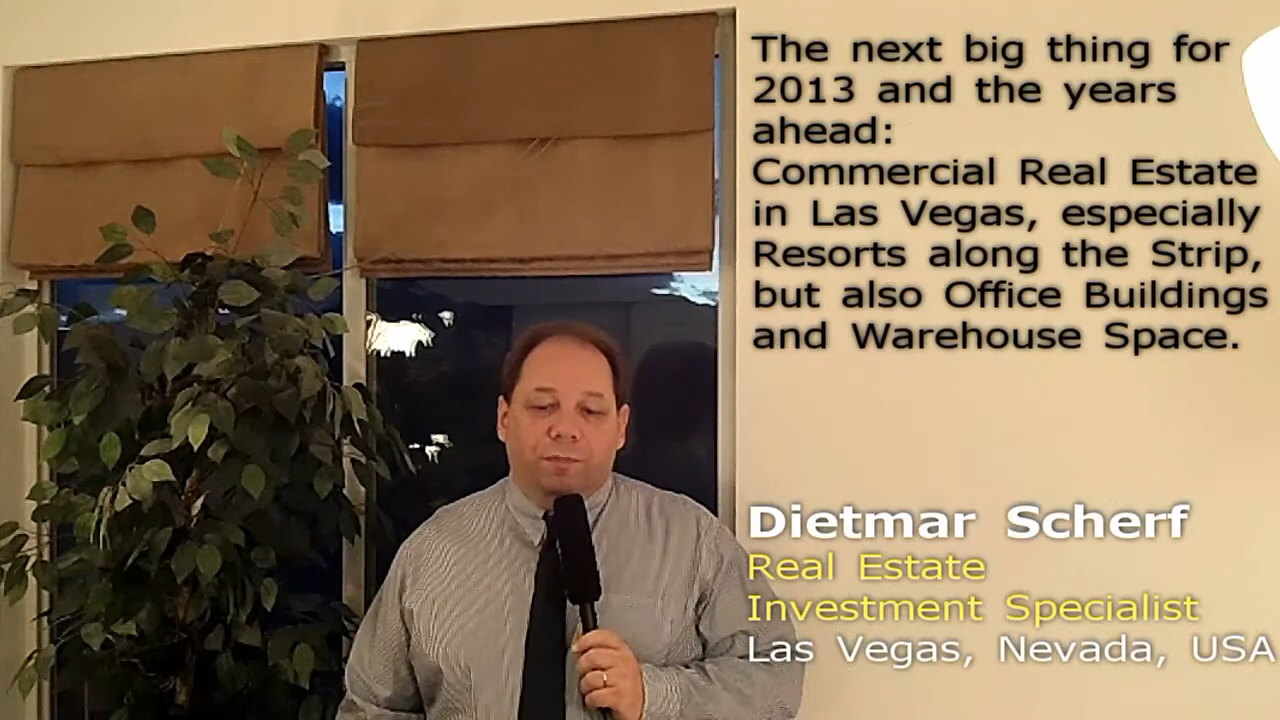 The next big thing for
2013 and the years
ahead:
Commercial Real Estate
in Las Vegas, especially
Resorts along the Strip,
but also Office Buildings
and Warehouse Space.
Dietmar Scherf
Real Estate
Investment Specialist
Las Vegas, Nevada, USA